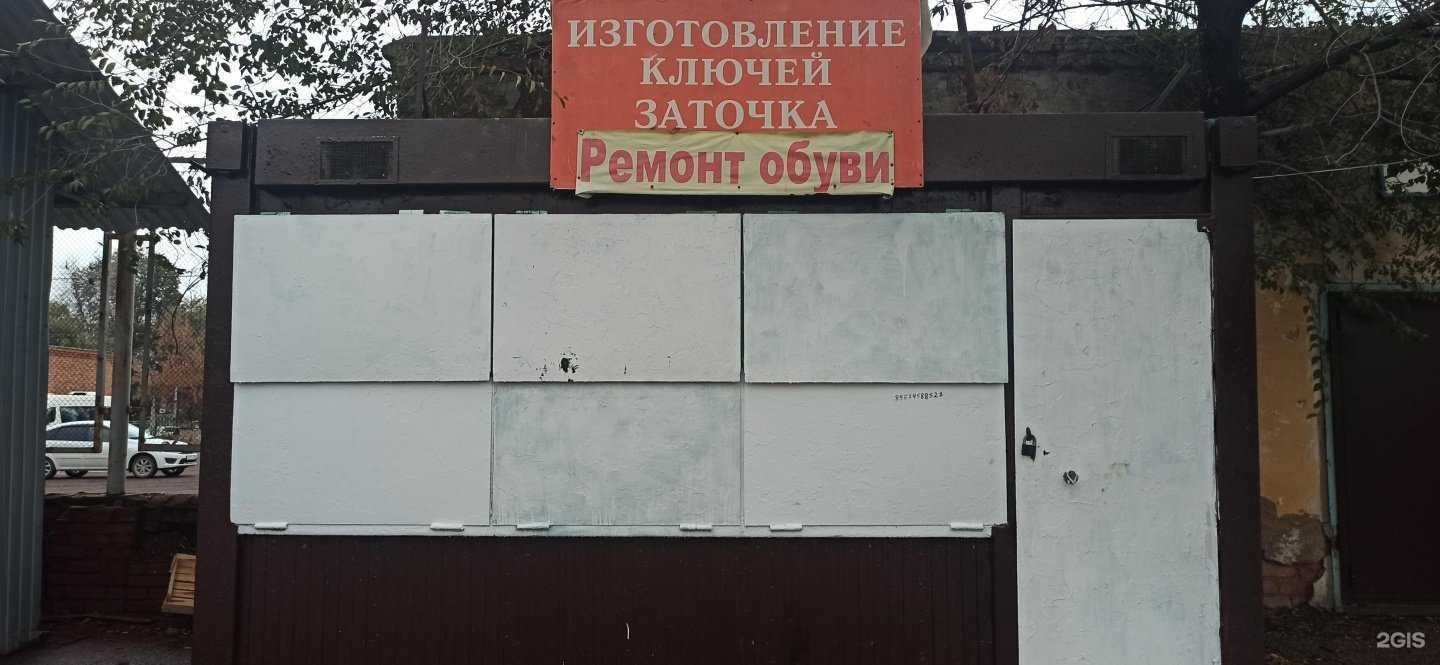 ИЗГОТОВЛЕНИЕ
КЛЮЧЕЙ
ЗАТОЧКА
Ремонт обуви
2GIS